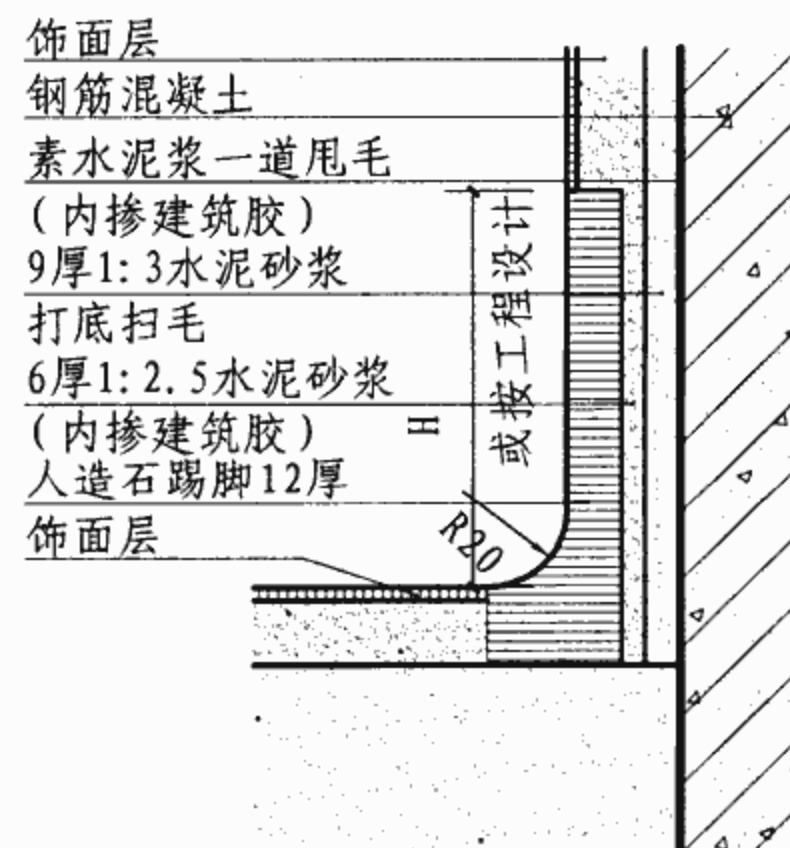 饰面层
钢筋混凝土
素水泥浆一道甩毛
(内掺建筑胶)
9厚1:3水泥砂浆
打底扫毛
6厚1:2.5水泥砂浆
(内掺建筑胶)
人造石踢脚12厚
饰面层
H
或按工程设计
R20